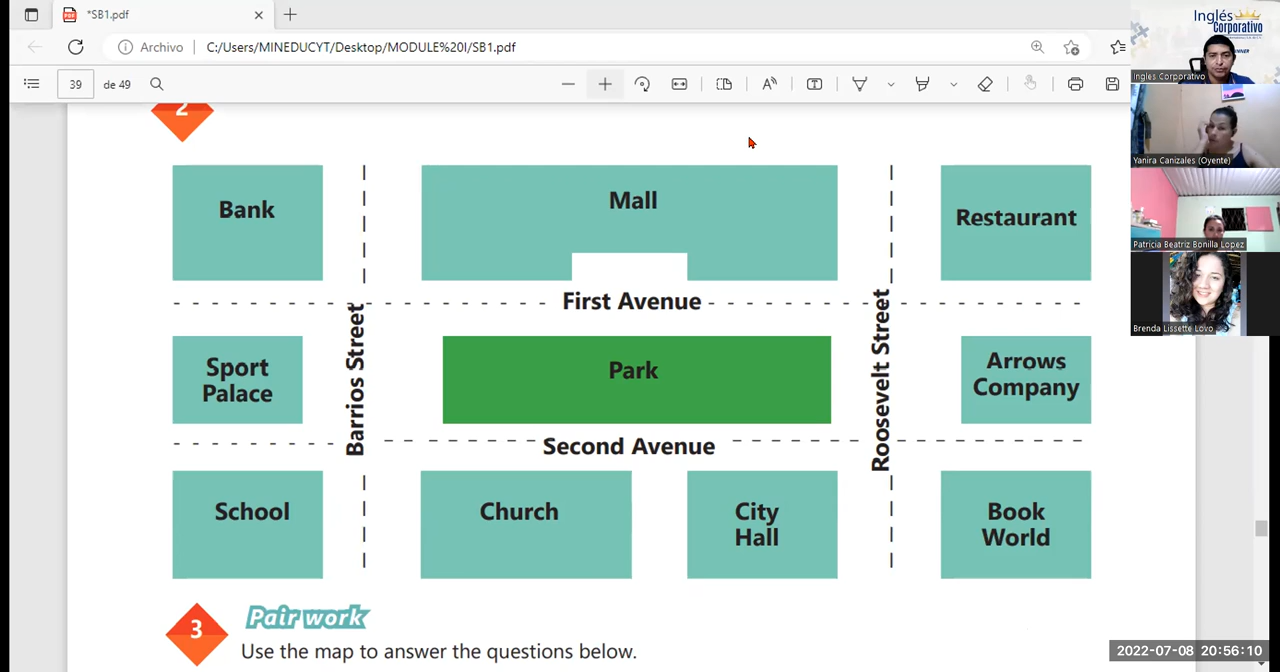 *SB1.pdf
Archivo
C:/Users/MINEDUCYT/Desktop/MODULE%20I/SB1.pdf
39
de 49
2
Bank
Mall
Restaurant
First Avenue
Sport
Palace
Barrios Street
Park
Roosevelt Street
Arrows
Company
Second Avenue
School
Church
City
Hall
Book
World
3
Pair work
Use the map to answer the questions below.
Inglés
Corporativo
Ingles Corporativo
Yanira Canizales (Oyente)
Patricia Beatriz Bonilla Lopez
Brenda Lissette Lovo
2022-07-08 20:56:10